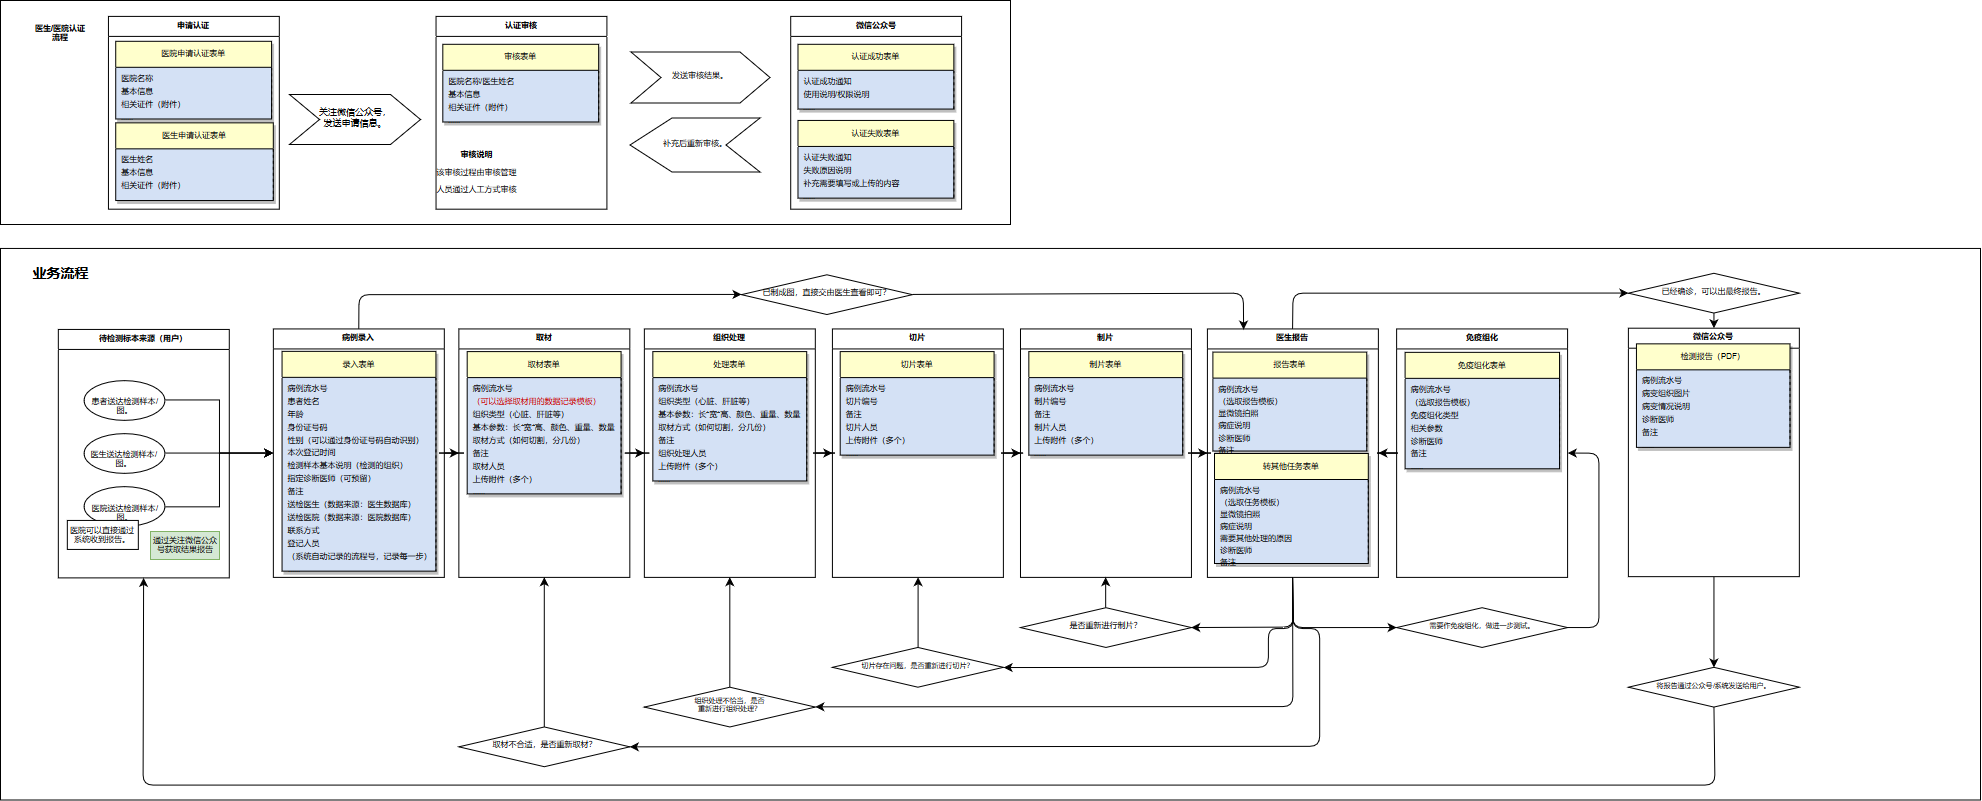 医生/医院认证
流程
申请认证
医院申请认证表单
医院名称
基本信息
相关证件（附件）
医生申请认证表单
医生姓名
基本信息
相关证件（附件）
关注微信公众号，
发送申请信息。
认证审核
审核表单
医院名称/医生姓名
基本信息
相关证件（附件）
审核说明
该审核过程由审核管理
人员通过人工方式审核
发送审核结果。
补充后重新审核。
微信公众号
认证成功表单
认证成功通知
使用说明/权限说明
认证失败表单
认证失败通知
失败原因说明
补充需要填写或上传的内容
业务流程
已制成图，直接交由医生查看即可？
已经确诊，可以出最终报告。
待检测标本来源（用户）
患者送达检测样本/
图。
医生送达检测样本/
图。
医院送达检测样本/
图。
医院可以直接通过
系统收到报告。
通过关注微信公众
号获取结果报告
病例录入
录入表单
病例流水号
患者姓名
年龄
身份证号码
性别（可以通过身份证号码自动识别）
本次登记时间
检测样本基本说明（检测的组织）
指定诊断医师（可预留）
备注
送检医生（数据来源：医生数据库）
送检医院（数据来源：医院数据库）
联系方式
登记人员
（系统自动记录的流程号，记录每一步）
取材
取材表单
病例流水号
（可以选择取材用的数据记录模板）
组织类型（心脏、肝脏等）
基本参数：长*宽*高、颜色、重量、数量
取材方式（如何切割，分几份）
备注
取材人员
上传附件（多个）
组织处理
处理表单
病例流水号
组织类型（心脏、肝脏等）
基本参数：长*宽*高、颜色、重量、数量
取材方式（如何切割，分几份）
备注
组织处理人员
上传附件（多个）
切片
切片表单
病例流水号
切片编号
备注
切片人员
上传附件（多个）
制片
制片表单
病例流水号
制片编号
备注
制片人员
上传附件（多个）
医生报告
报告表单
病例流水号
（选取报告模板）
显微镜拍照
病症说明
诊断医师
备注
转其他任务表单
病例流水号
（选取任务模板）
显微镜拍照
病症说明
需要其他处理的原因
诊断医师
备注
免疫组化
免疫组化表单
病例流水号
（选取报告模板）
免疫组化类型
相关参数
诊断医师
备注
微信公众号
检测报告（PDF）
病例流水号
病变组织图片
病变情况说明
诊断医师
备注
是否重新进行制片？
需要作免疫组化，做进一步测试。
切片存在问题，是否重新进行切片？
组织处理不恰当，是否
重新进行组织处理？
取材不合适，是否重新取材？
将报告通过公众号/系统发送给用户。